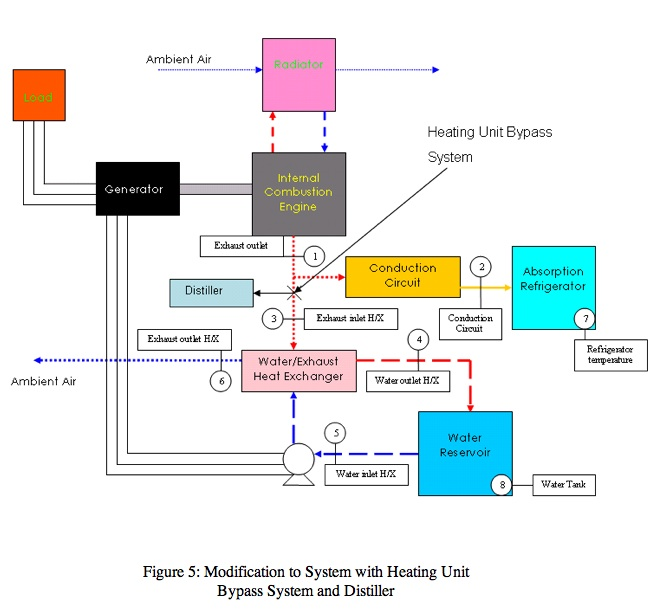 Ambient Air
Radiator
Load
Heating Unit Bypass
System
Generator
Internal
Combustion
Engine
Exhaust outlet
1
Conduction
Circuit
2
Absorption
Refrigerator
Distiller
3
Exhaust inlet H/X
Conduction
Circuit
7
Exhaust outlet H/X
4
Refrigerator
temperature
Water/Exhaust
Heat Exchanger
Ambient Air
6
Water outlet H/X
5
Water
Reservoir
Water inlet H/X
8
Water Tank
Figure 5: Modification to System with Heating Unit
Bypass System and Distiller